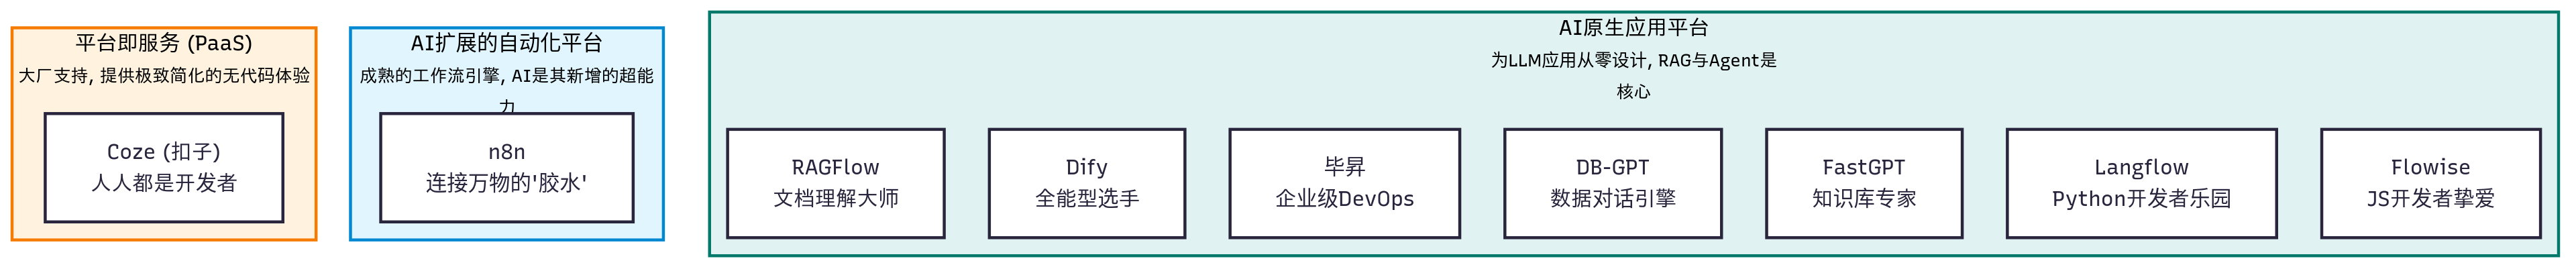 平台即服务 (PaaS)
大厂支持, 提供极致简化的无代码体验
Coze (扣子)
人人都是开发者
AI扩展的自动化平台
成熟的工作流引擎, AI是其新增的超能
力
n8n
连接万物的'胶水'
AI原生应用平台
为LLM应用从零设计, RAG与Agent是
核心
RAGFlow
文档理解大师
Dify
全能型选手
毕昇
企业级DevOps
DB-GPT
数据对话引擎
FastGPT
知识库专家
Langflow
Python开发者乐园
Flowise
JS开发者挚爱